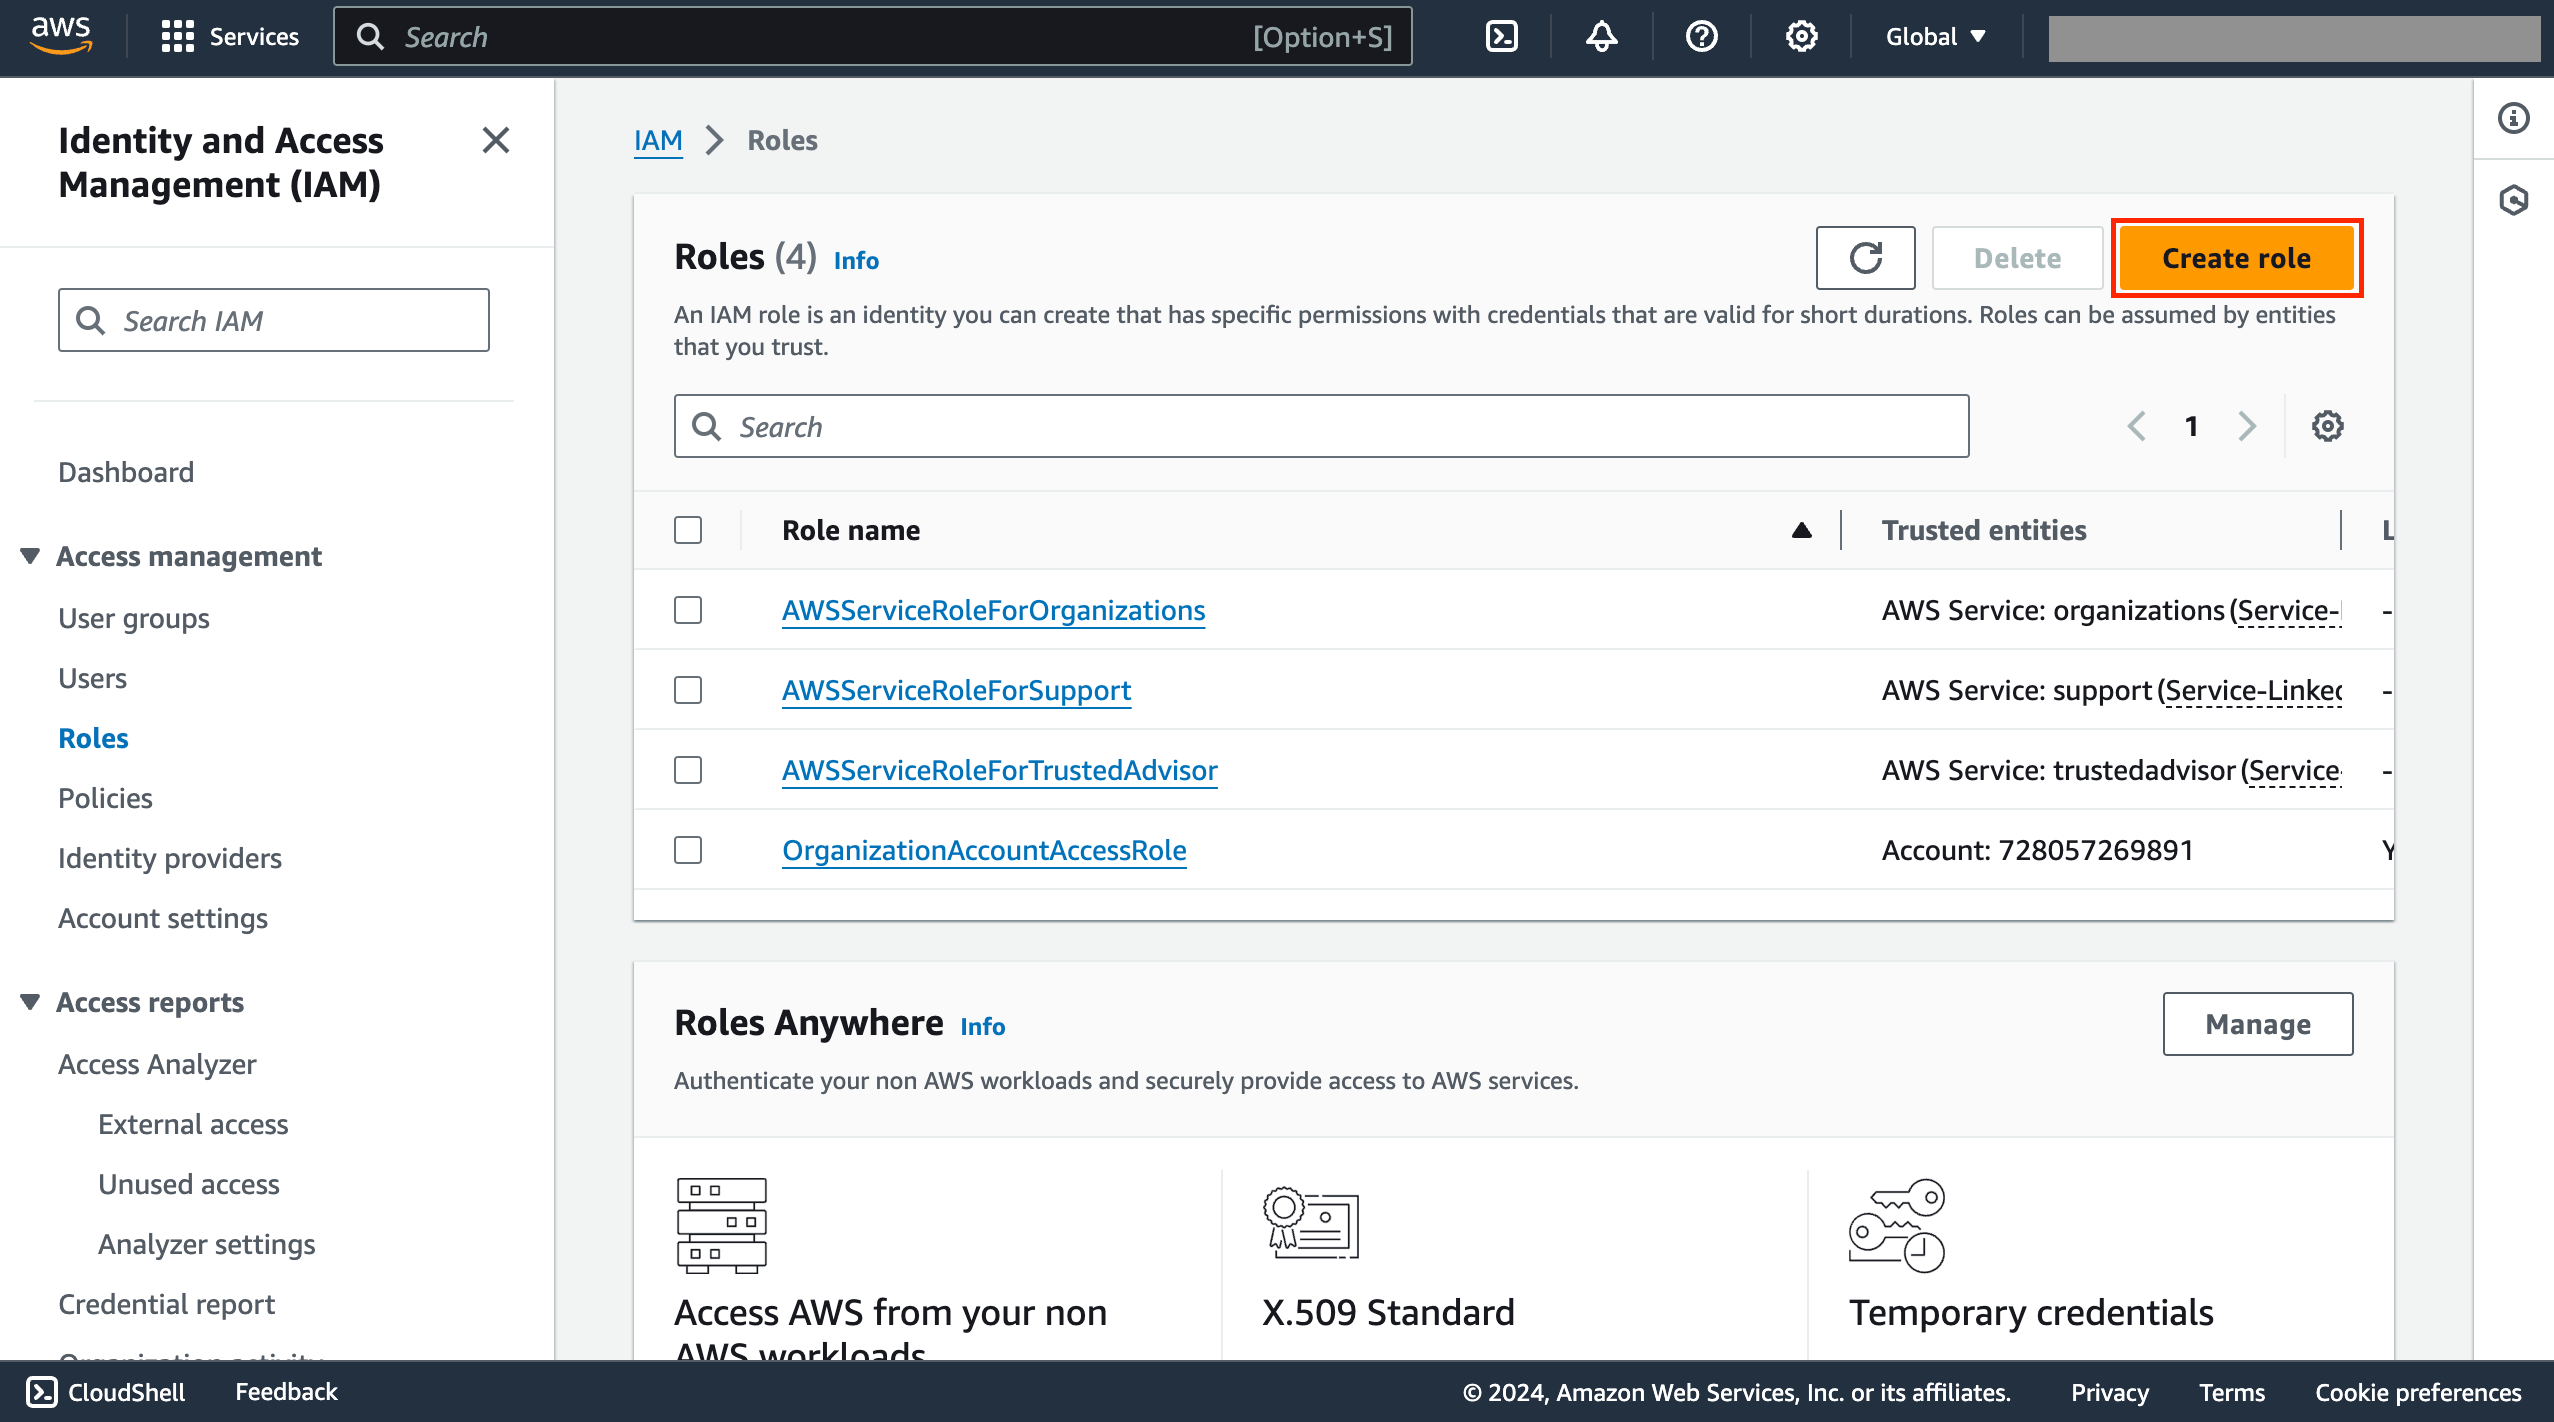 aws
Services
Search
[Option+S]
Global
Identity and Access
Management (IAM)
Search IAM
Dashboard
Access management
User groups
Users
Roles
Policies
Identity providers
Account settings
Access reports
Access Analyzer
External access
Unused access
Analyzer settings
Credential report
Organization activity
IAM
Roles
Roles (4) Info
Delete
Create role
An IAM role is an identity you can create that has specific permissions with credentials that are valid for short durations. Roles can be assumed by entities
that you trust.
Search
1
Role name
Trusted entities
L
AWSServiceRoleForOrganizations
AWS Service: organizations (Service-
-
AWSServiceRoleForSupport
AWS Service: support (Service-Linked
-
AWSServiceRoleForTrustedAdvisor
AWS Service: trustedadvisor (Service-
-
OrganizationAccountAccessRole
Account: 728057269891
Y
Roles Anywhere Info
Manage
Authenticate your non AWS workloads and securely provide access to AWS services.
Access AWS from your non
AWS workloads
X.509 Standard
Temporary credentials
CloudShell
Feedback
© 2024, Amazon Web Services, Inc. or its affiliates.
Privacy
Terms
Cookie preferences